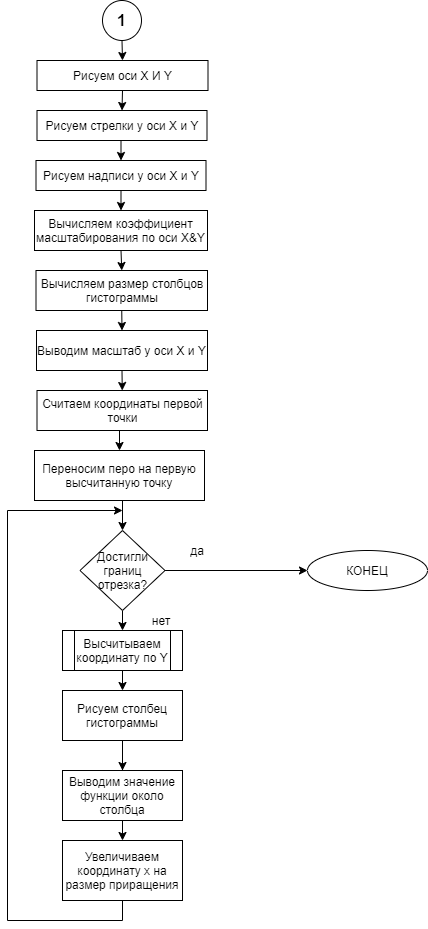 1
Рисуем оси X И Y
Рисуем стрелки у оси X и Y
Рисуем надписи у оси X и Y
Вычисляем коэффициент
масштабирования по оси X&Y
Вычисляем размер столбцов
гистограммы
Выводим масштаб у оси X и Y
Считаем координаты первой
точки
Переносим перо на первую
высчитанную точку
Достигли
границ
отрезка?
да
КОНЕЦ
нет
Высчитываем
координату по Y
Рисуем столбец
гистограммы
Выводим значение
функции около
столбца
Увеличиваем
координату x на
размер приращения